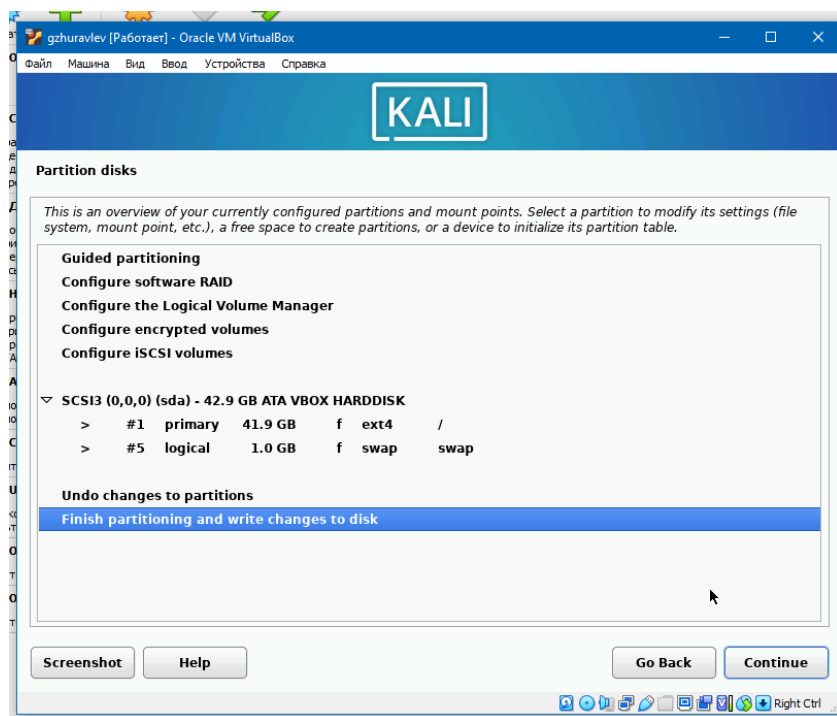 gzhuravlev [Работает] - Oracle VM VirtualBox
Файл Машина Вид Ввод Устройства Справка
KALI
Partition disks
This is an overview of your currently configured partitions and mount points. Select a partition to modify its settings (file
system, mount point, etc.), a free space to create partitions, or a device to initialize its partition table.
Guided partitioning
Configure software RAID
Configure the Logical Volume Manager
Configure encrypted volumes
Configure iSCSI volumes
SCSI3 (0,0,0) (sda) - 42.9 GB ATA VBOX HARDDISK
> #1 primary 41.9 GB f ext4 /
> #5 logical 1.0 GB f swap swap
Undo changes to partitions
Finish partitioning and write changes to disk
Screenshot Help Go Back Continue
Right Ctrl